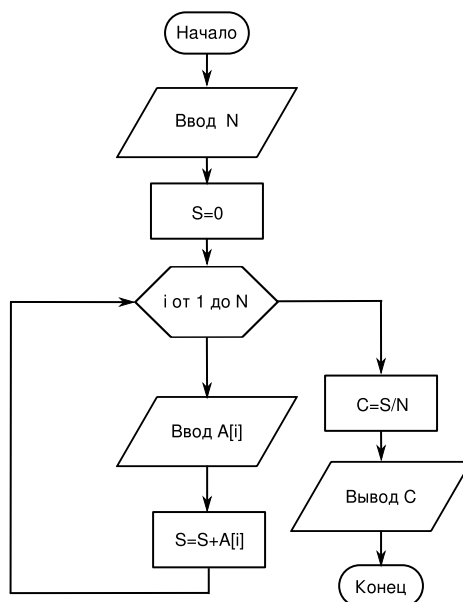 Начало
Ввод N
S=0
i от 1 до N
Ввод A[i]
S=S+A[i]
C=S/N
Вывод C
Конец